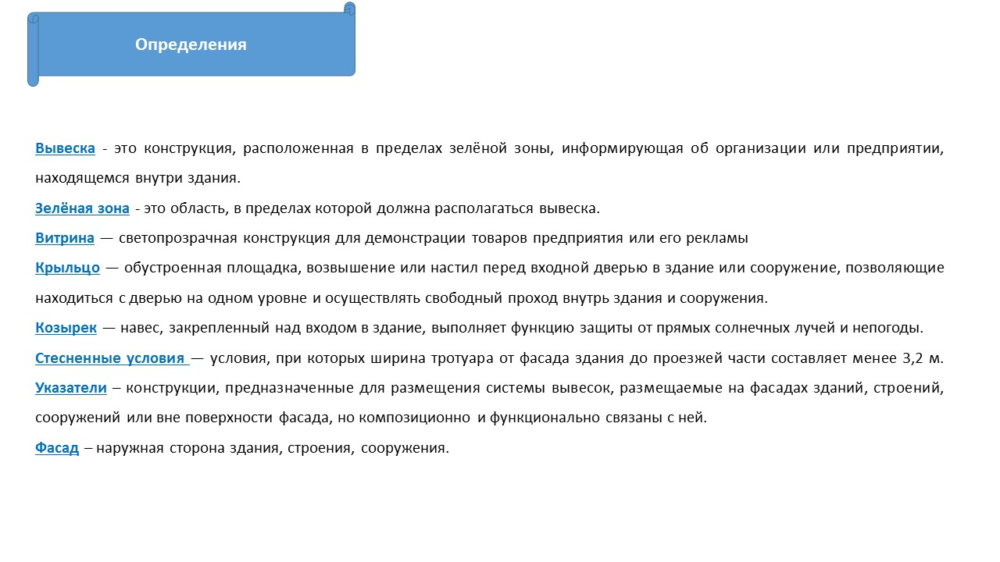 Определения
Вывеска - это конструкция, расположенная в пределах зелёной зоны, информирующая об организации или предприятии,
находящемся внутри здания.
Зелёная зона - это область, в пределах которой должна располагаться вывеска.
Витрина — светопрозрачная конструкция для демонстрации товаров предприятия или его рекламы
Крыльцо — обустроенная площадка, возвышение или настил перед входной дверью в здание или сооружение, позволяющие
находиться с дверью на одном уровне и осуществлять свободный проход внутрь здания и сооружения.
Козырек — навес, закрепленный над входом в здание, выполняет функцию защиты от прямых солнечных лучей и непогоды.
Стесненные условия — условия, при которых ширина тротуара от фасада здания до проезжей части составляет менее 3,2 м.
Указатели – конструкции, предназначенные для размещения системы вывесок, размещаемые на фасадах зданий, строений,
сооружений или вне поверхности фасада, но композиционно и функционально связаны с ней.
Фасад – наружная сторона здания, строения, сооружения.